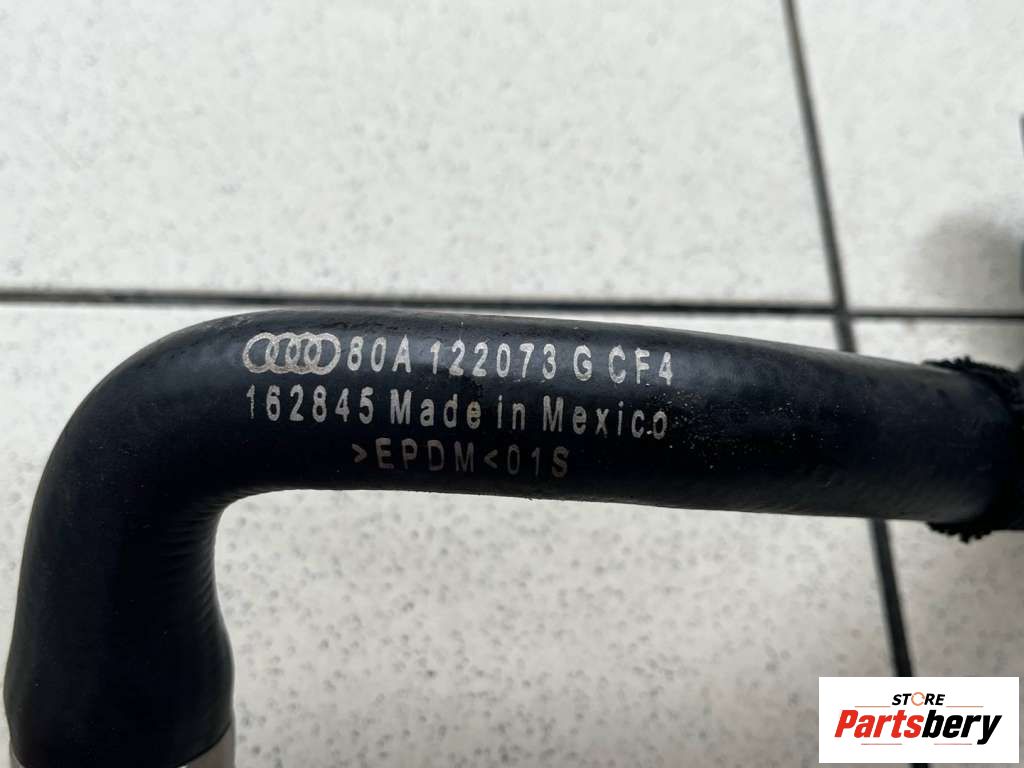 80A 122073 G CF4
162845 Made in Mexico
>EPDM<01S
STORE
Partsbery